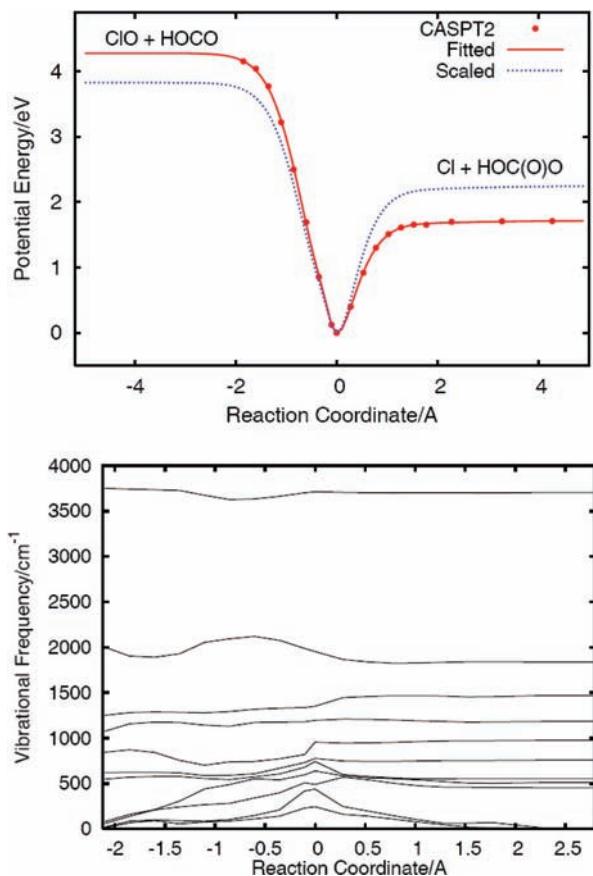 ClO + HOCO
CASPT2
Fitted
Scaled
Cl + HOC(O)O
Potential Energy/eV
4
3
2
1
0
-4 -2 0 2 4
Reaction Coordinate/A
Vibrational Frequency/cm-1
4000
3500
3000
2500
2000
1500
1000
500
0
-2 -1.5 -1 -0.5 0 0.5 1 1.5 2 2.5
Reaction Coordinate/A